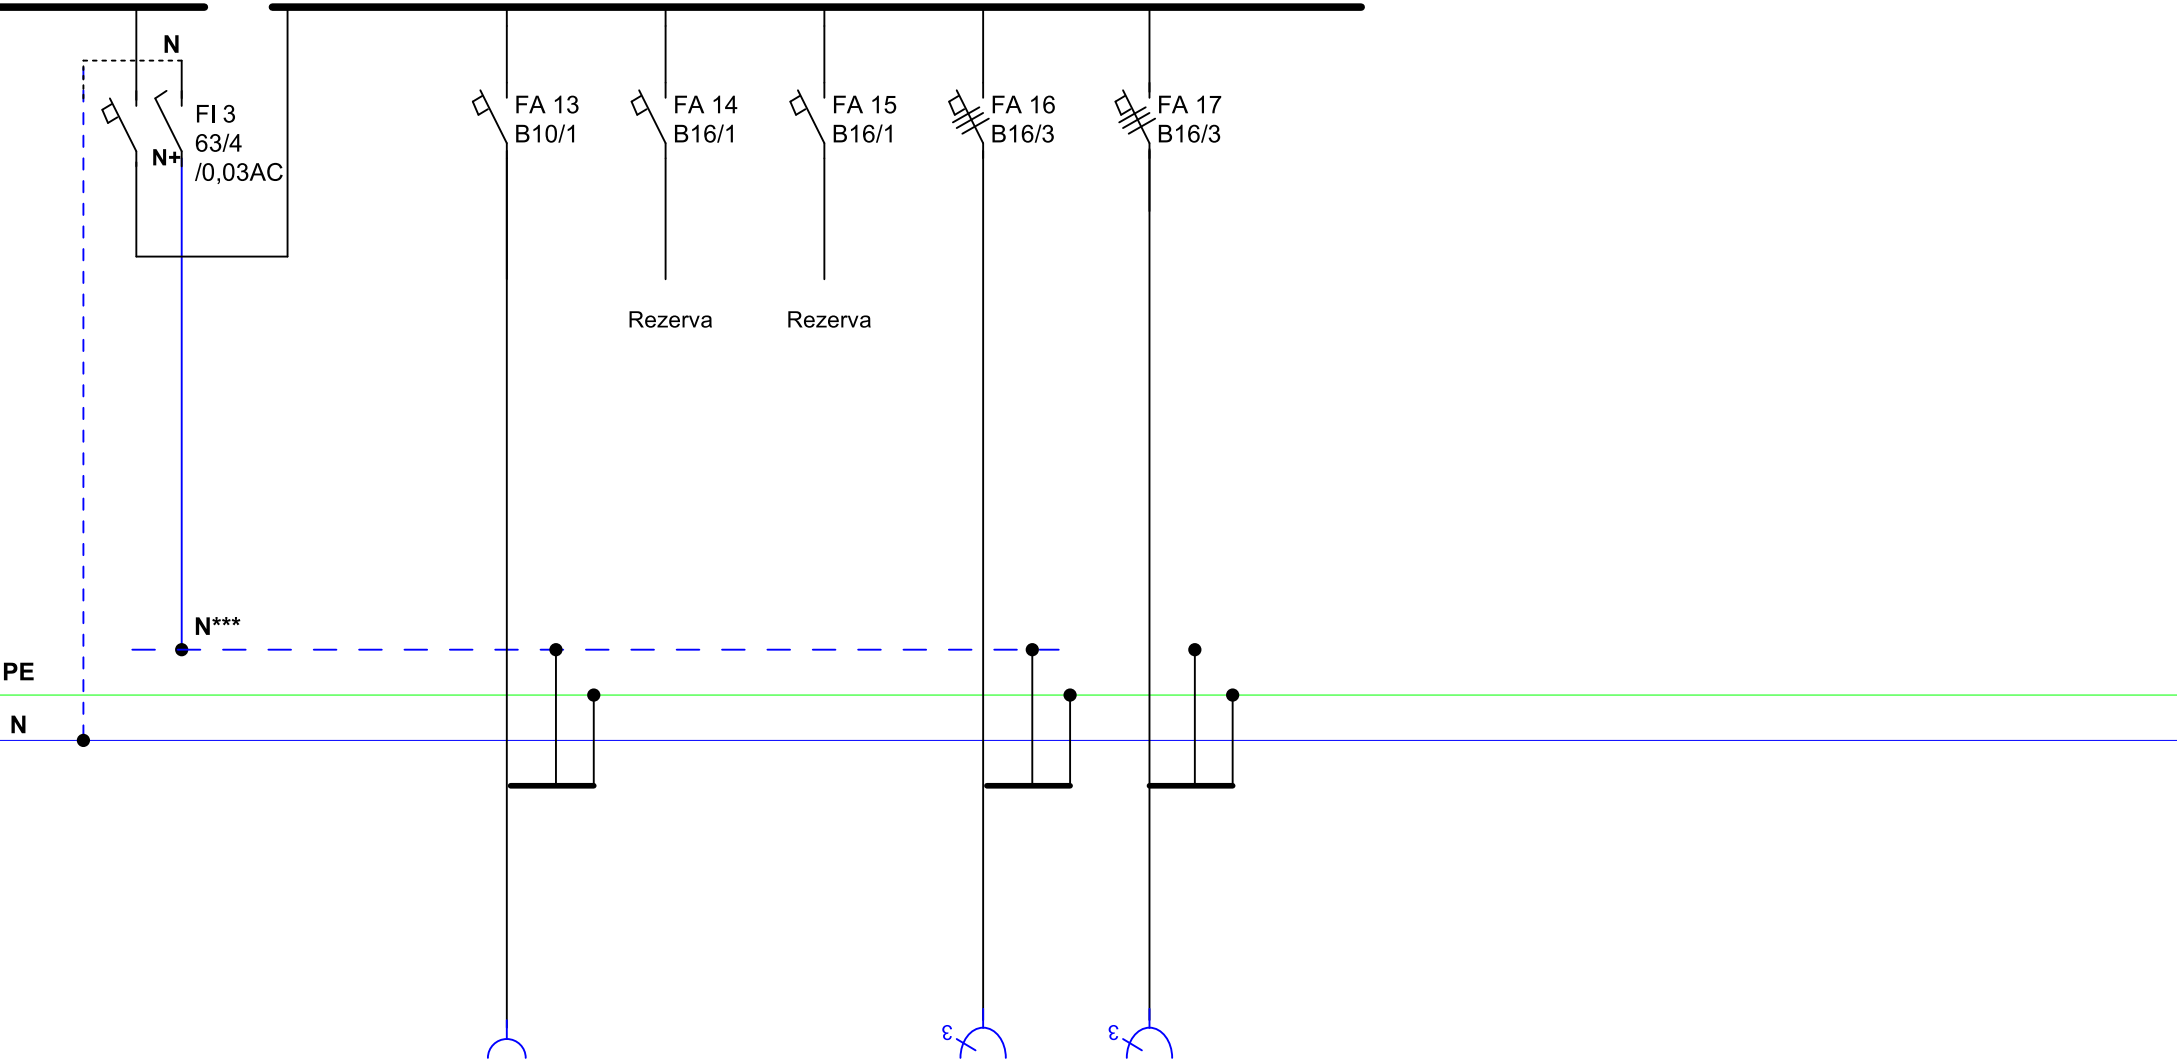 N
FI 3
63/4
/0,03AC
N+
FA 13
B10/1
FA 14
B16/1
FA 15
B16/1
FA 16
B16/3
FA 17
B16/3
Rezerva
Rezerva
N***
PE
N
3
3